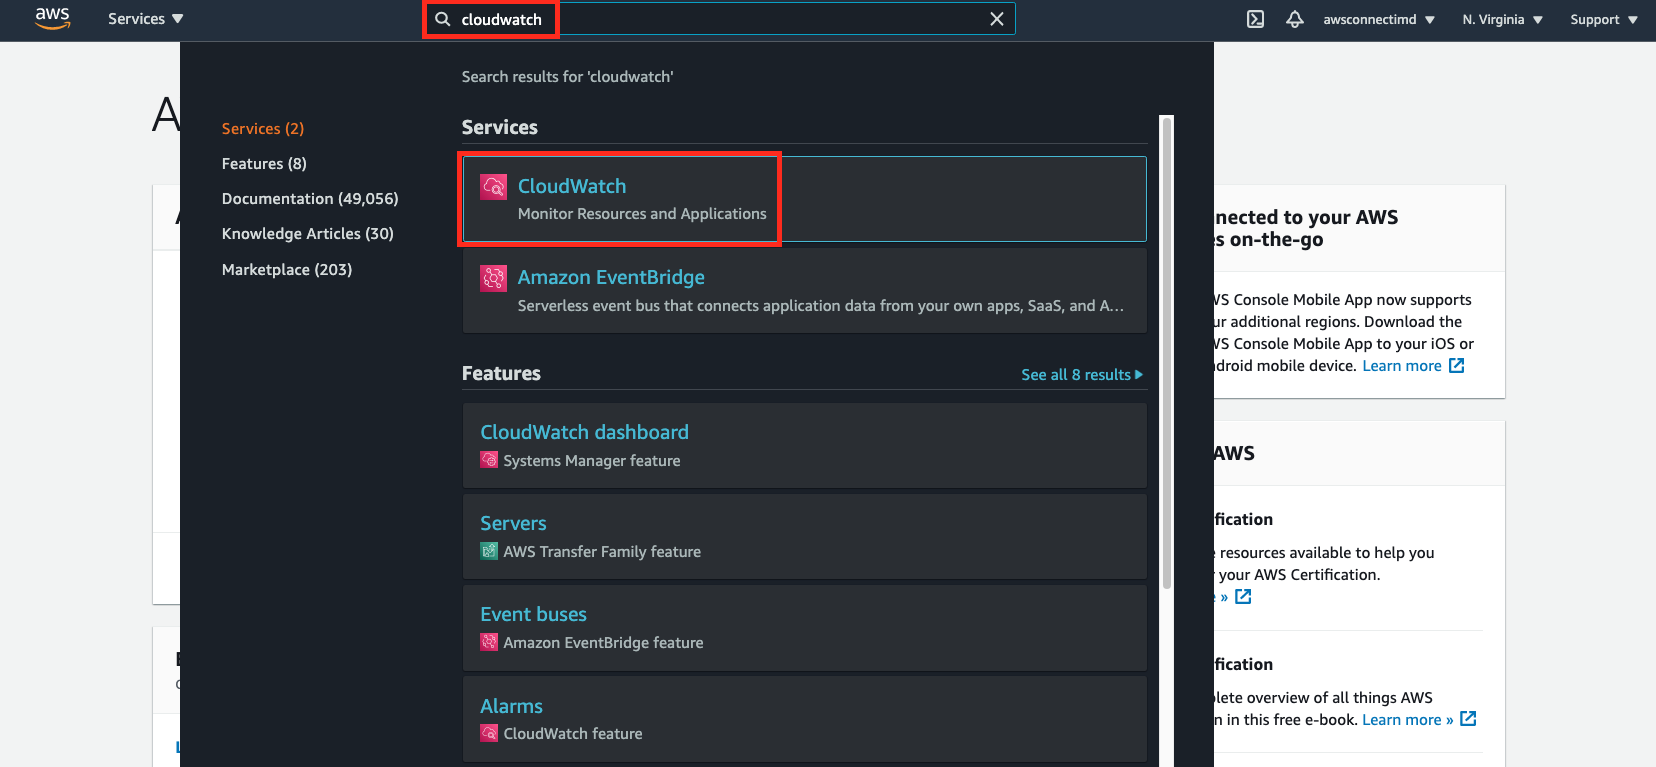 aws
Services
cloudwatch
awsconnectimd
N. Virginia
Support
Search results for 'cloudwatch'
Services (2)
Features (8)
Documentation (49,056)
Knowledge Articles (30)
Marketplace (203)
Services
CloudWatch
Monitor Resources and Applications
Amazon EventBridge
Serverless event bus that connects application data from your own apps, SaaS, and A...
Features
See all 8 results
CloudWatch dashboard
Systems Manager feature
Servers
AWS Transfer Family feature
Event buses
Amazon EventBridge feature
Alarms
CloudWatch feature
A
nnected to your AWS
s on-the-go
WS Console Mobile App now supports
ur additional regions. Download the
WS Console Mobile App to your iOS or
ndroid mobile device. Learn more
AWS
fication
e resources available to help you
r your AWS Certification.
e »
fication
plete overview of all things AWS
n in this free e-book. Learn more »